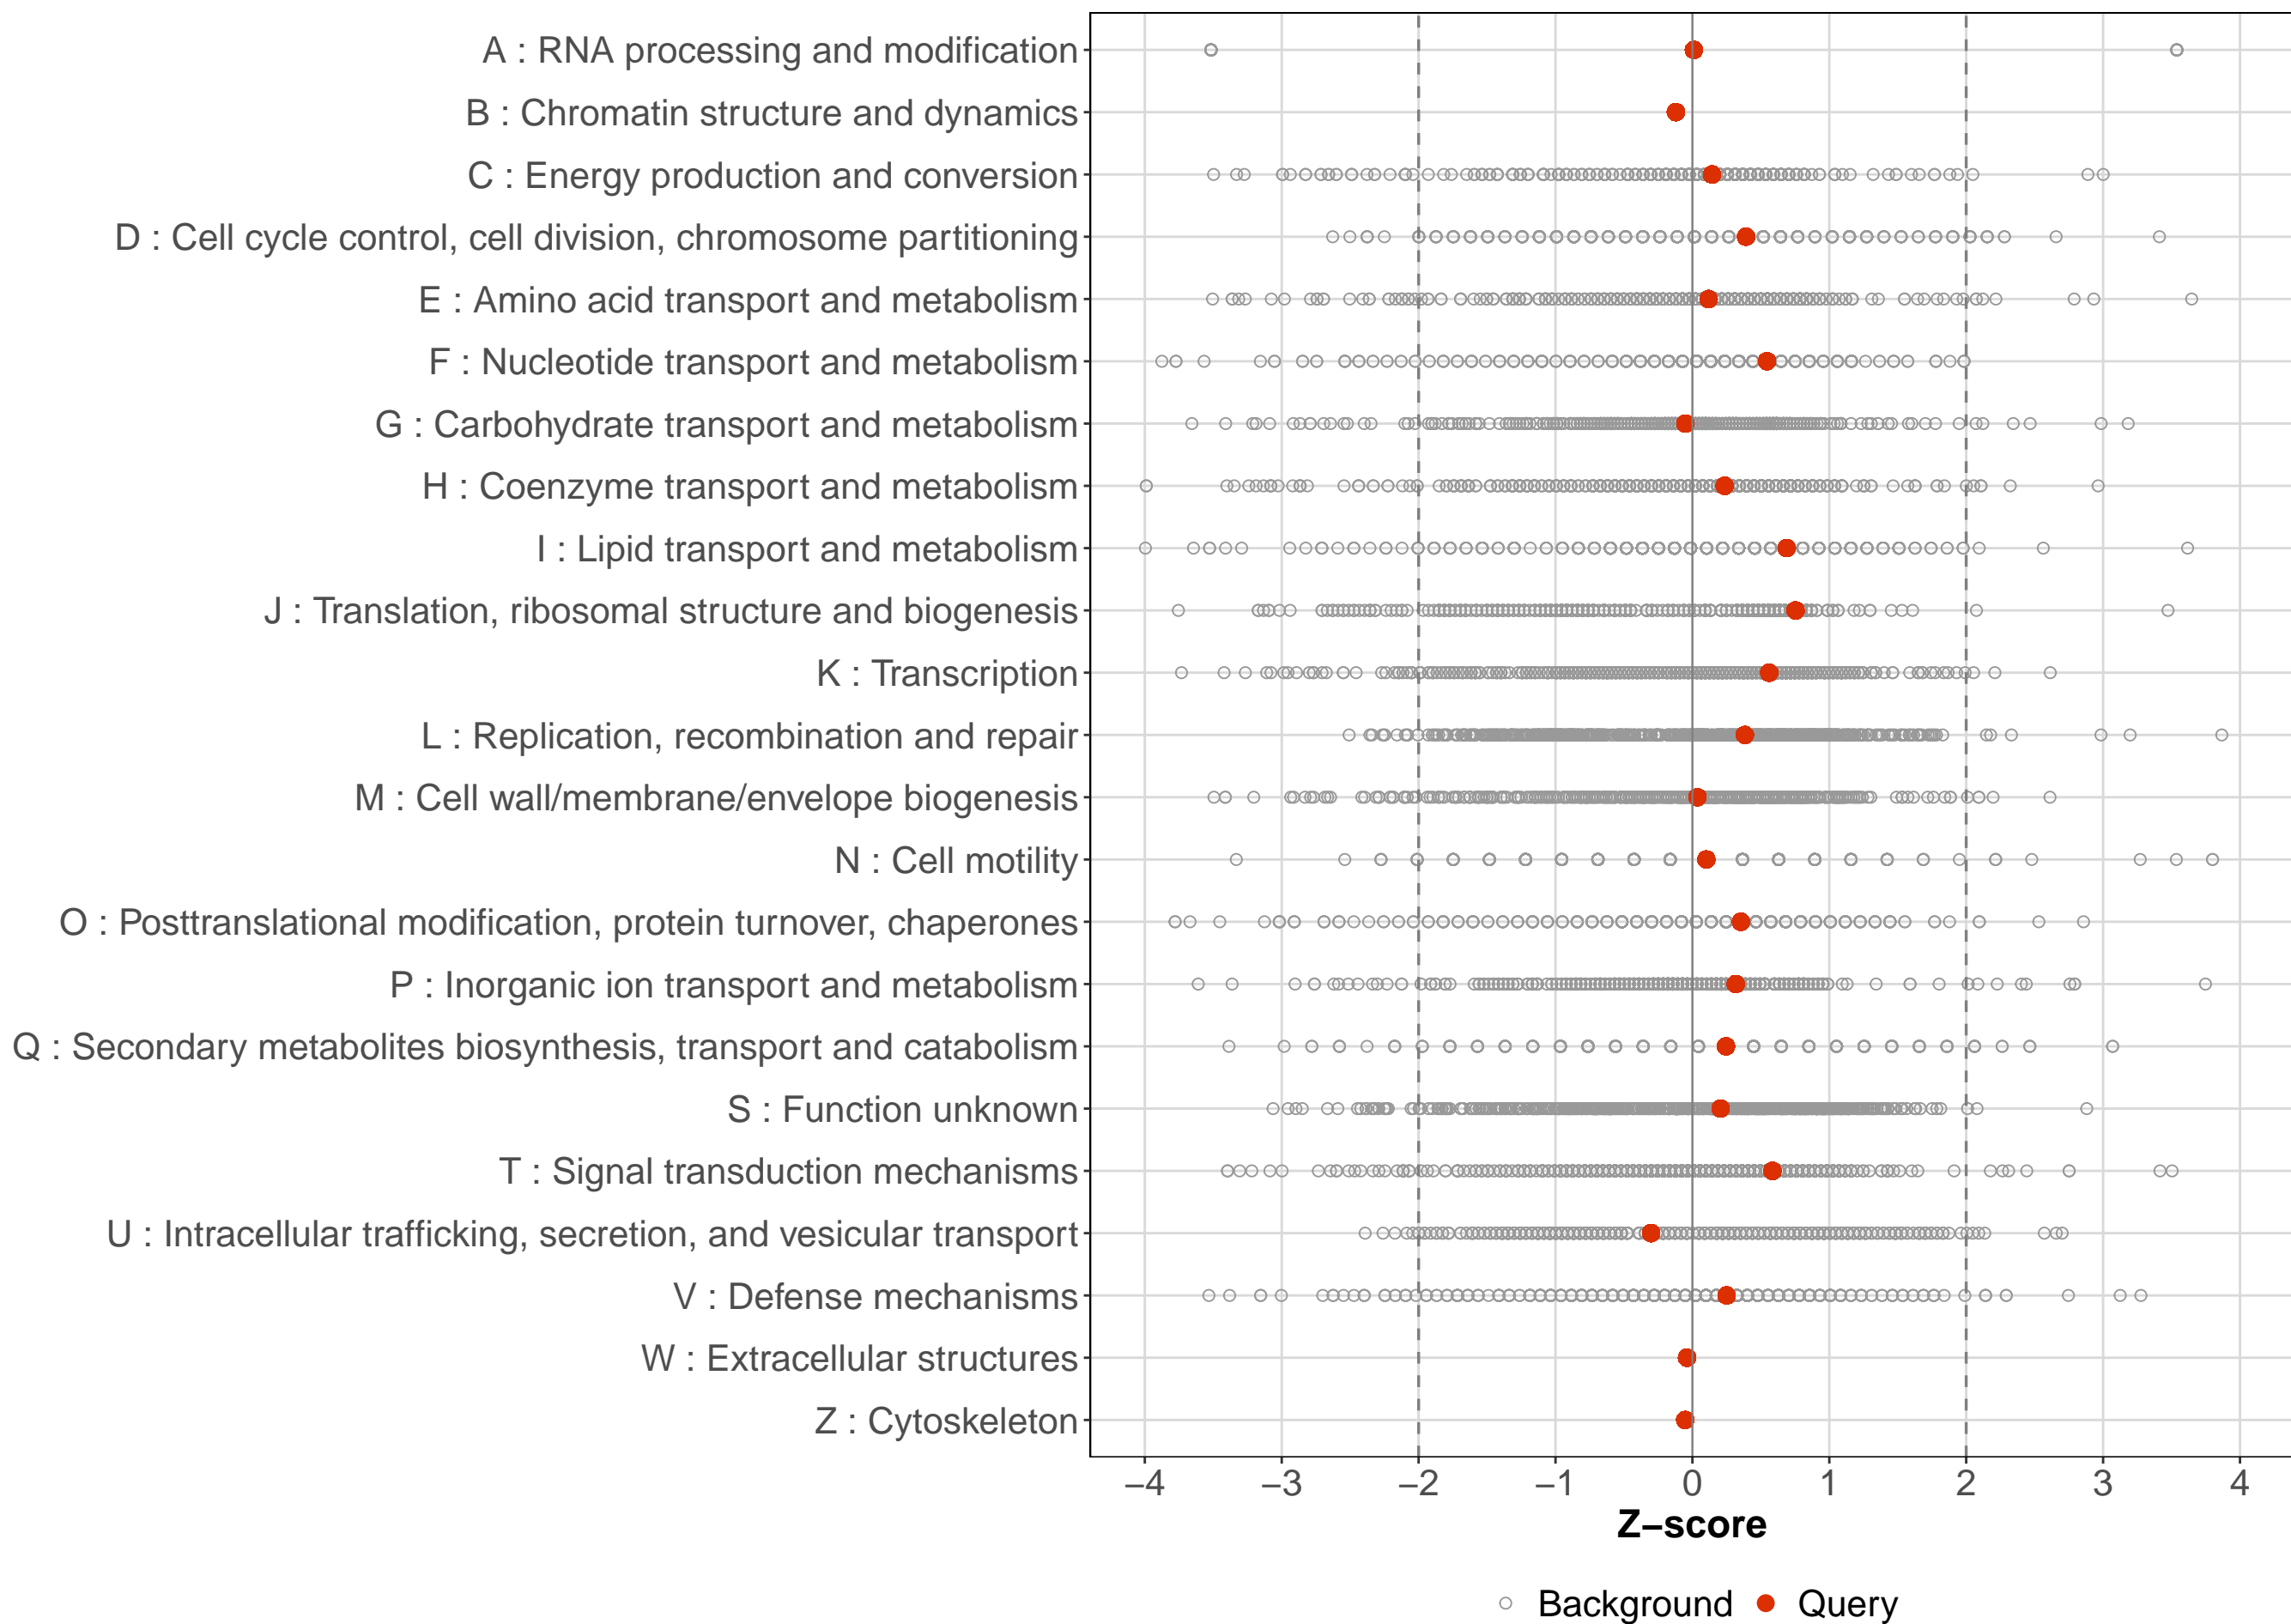 A : RNA processing and modification
B : Chromatin structure and dynamics
C : Energy production and conversion
D : Cell cycle control, cell division, chromosome partitioning
E : Amino acid transport and metabolism
F : Nucleotide transport and metabolism
G : Carbohydrate transport and metabolism
H : Coenzyme transport and metabolism
I : Lipid transport and metabolism
J : Translation, ribosomal structure and biogenesis
K : Transcription
L : Replication, recombination and repair
M : Cell wall/membrane/envelope biogenesis
N : Cell motility
O : Posttranslational modification, protein turnover, chaperones
P : Inorganic ion transport and metabolism
Q : Secondary metabolites biosynthesis, transport and catabolism
S : Function unknown
T : Signal transduction mechanisms
U : Intracellular trafficking, secretion, and vesicular transport
V : Defense mechanisms
W : Extracellular structures
Z : Cytoskeleton
−4 −3 −2 −1 0 1 2 3 4
Z−score
Background Query